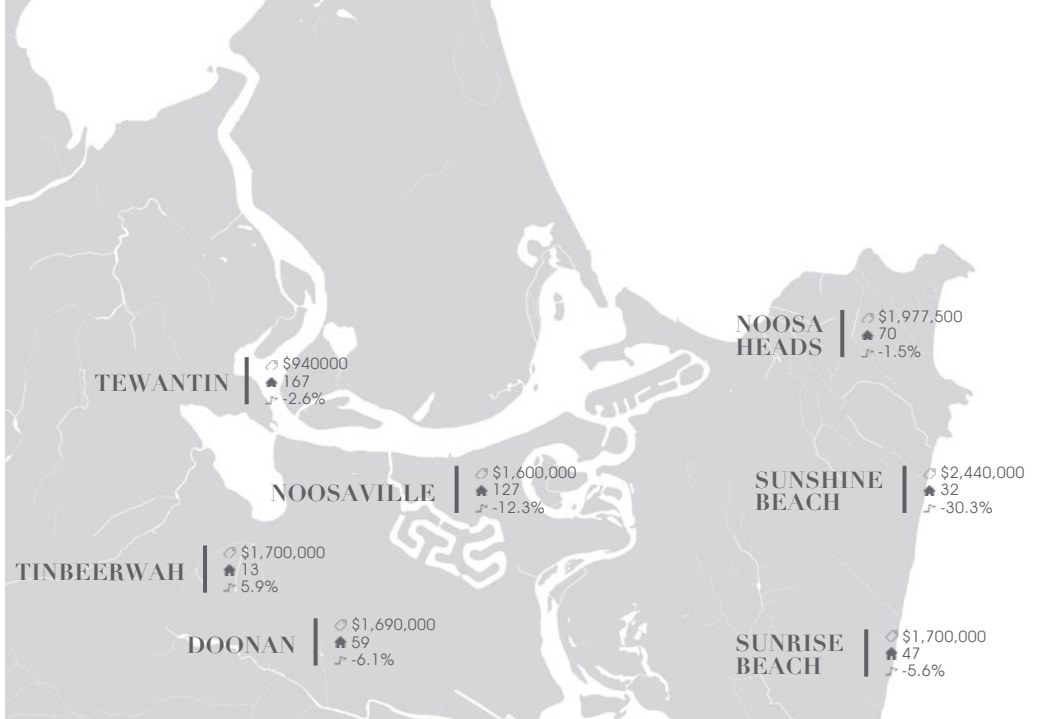 NOOSA
HEADS
$1,977,500
70
-1.5%
TEWANTIN
$940000
167
-2.6%
NOOSAVILLE
$1,600,000
127
-12.3%
SUNSHINE
BEACH
$2,440,000
32
-30.3%
TINBEERWAH
$1,700,000
13
5.9%
DOONAN
$1,690,000
59
-6.1%
SUNRISE
BEACH
$1,700,000
47
-5.6%